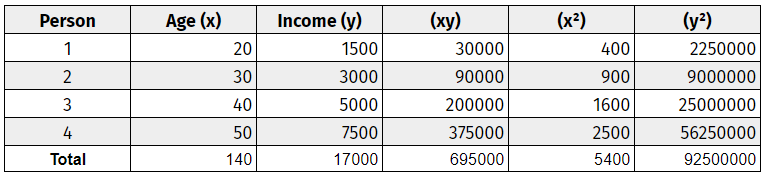 Person Age (x) Income (y) (xy) (x²) (y²)
1 20 1500 30000 400 2250000
2 30 3000 90000 900 9000000
3 40 5000 200000 1600 25000000
4 50 7500 375000 2500 56250000
Total 140 17000 695000 5400 92500000